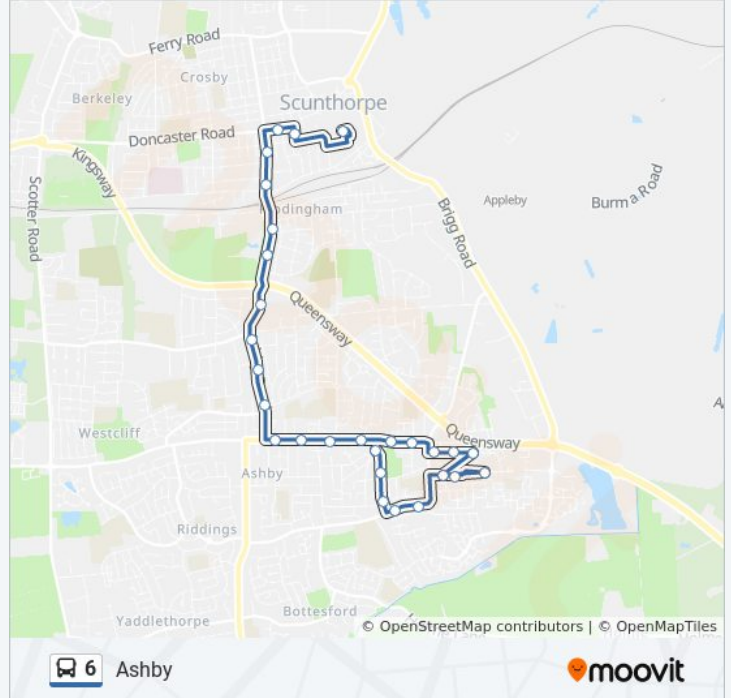 Ferry Road
Crosby
Berkeley
Scunthorpe
Doncaster Road
Kingsway
Scotter Road
Appleby
Burma Road
Brigg Road
Queensway
Queensway
Westcliff
Ashby
Riddings
Bottesford
Yaddlethorpe
© OpenStreetMap contributors | © OpenMapTiles
6 Ashby
moovit